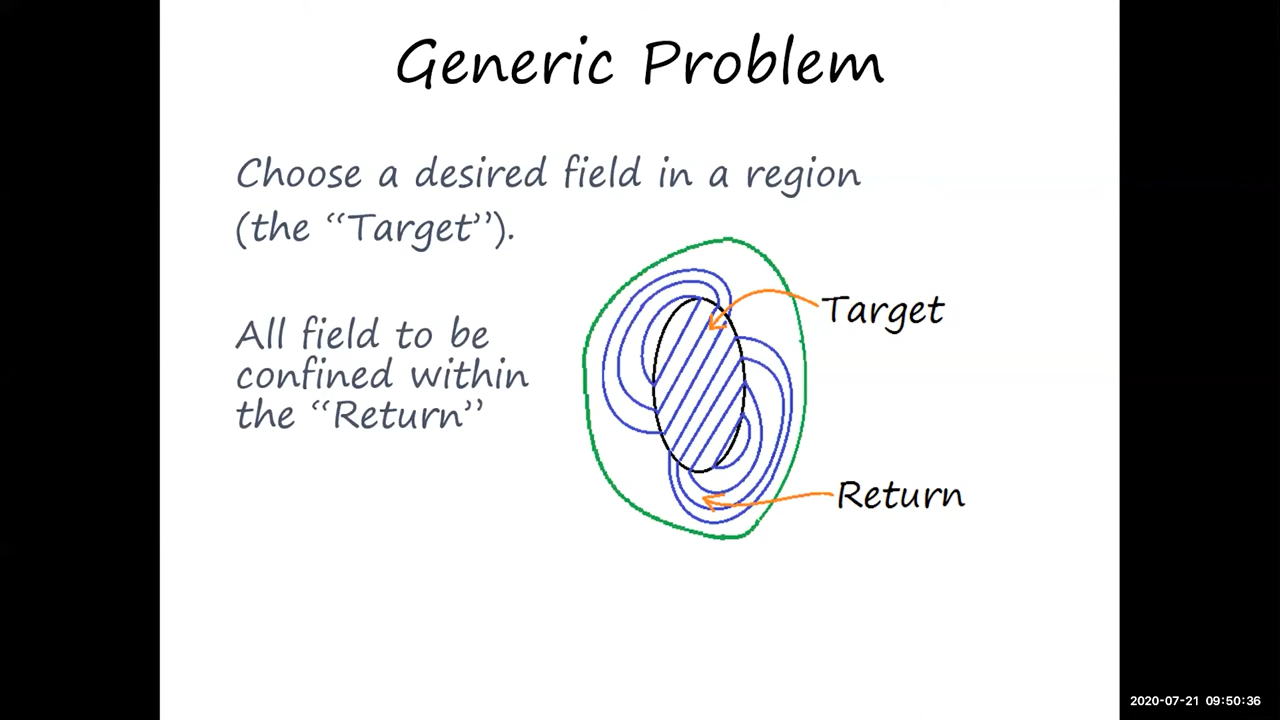 Generic Problem
Choose a desired field in a region
(the “Target”).
Target
All field to be
confined within
the “Return”
Return
2020-07-21 09:50:36